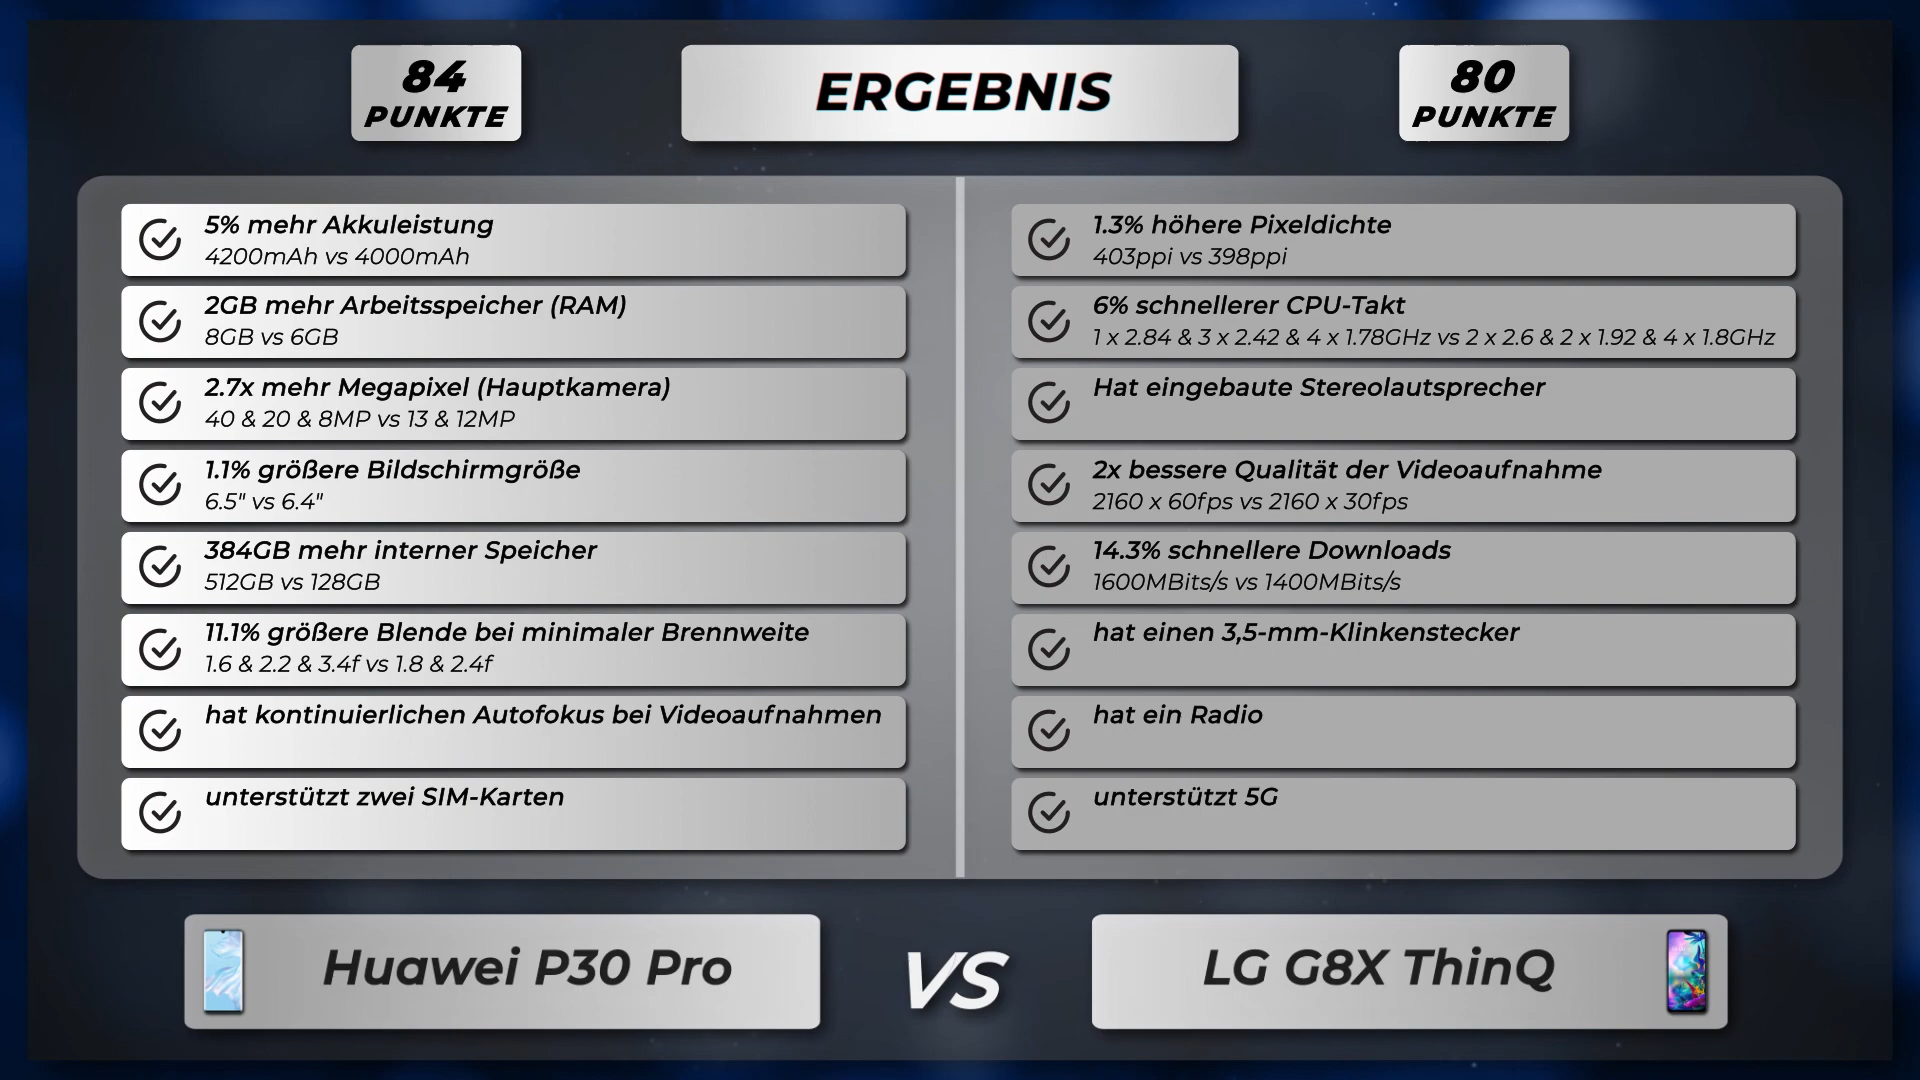 84
PUNKTE
ERGEBNIS
80
PUNKTE
5% mehr Akkuleistung
4200mAh vs 4000mAh
2GB mehr Arbeitsspeicher (RAM)
8GB vs 6GB
2.7x mehr Megapixel (Hauptkamera)
40 & 20 & 8MP vs 13 & 12MP
1.1% größere Bildschirmgröße
6.5" vs 6.4"
384GB mehr interner Speicher
512GB vs 128GB
11.1% größere Blende bei minimaler Brennweite
1.6 & 2.2 & 3.4f vs 1.8 & 2.4f
hat kontinuierlichen Autofokus bei Videoaufnahmen
unterstützt zwei SIM-Karten
1.3% höhere Pixeldichte
403ppi vs 398ppi
6% schnellerer CPU-Takt
1 x 2.84 & 3 x 2.42 & 4 x 1.78GHz vs 2 x 2.6 & 2 x 1.92 & 4 x 1.8GHz
Hat eingebaute Stereolautsprecher
2x bessere Qualität der Videoaufnahme
2160 x 60fps vs 2160 x 30fps
14.3% schnellere Downloads
1600MBits/s vs 1400MBits/s
hat einen 3,5-mm-Klinkenstecker
hat ein Radio
unterstützt 5G
Huawei P30 Pro
VS
LG G8X ThinQ